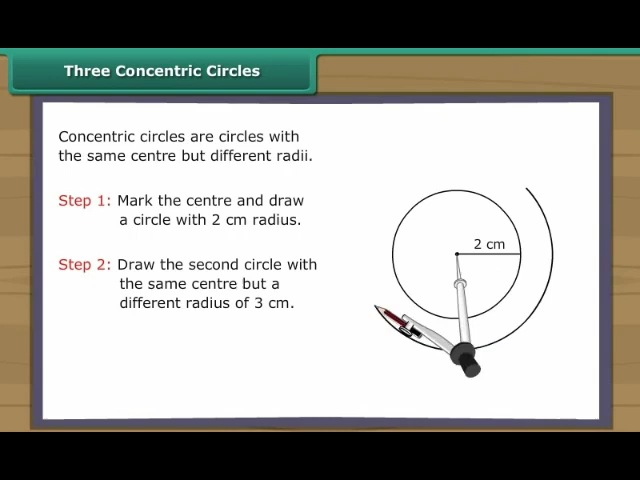 Three Concentric Circles
Concentric circles are circles with
the same centre but different radii.
Step 1: Mark the centre and draw
a circle with 2 cm radius.
Step 2: Draw the second circle with
the same centre but a
different radius of 3 cm.
2 cm